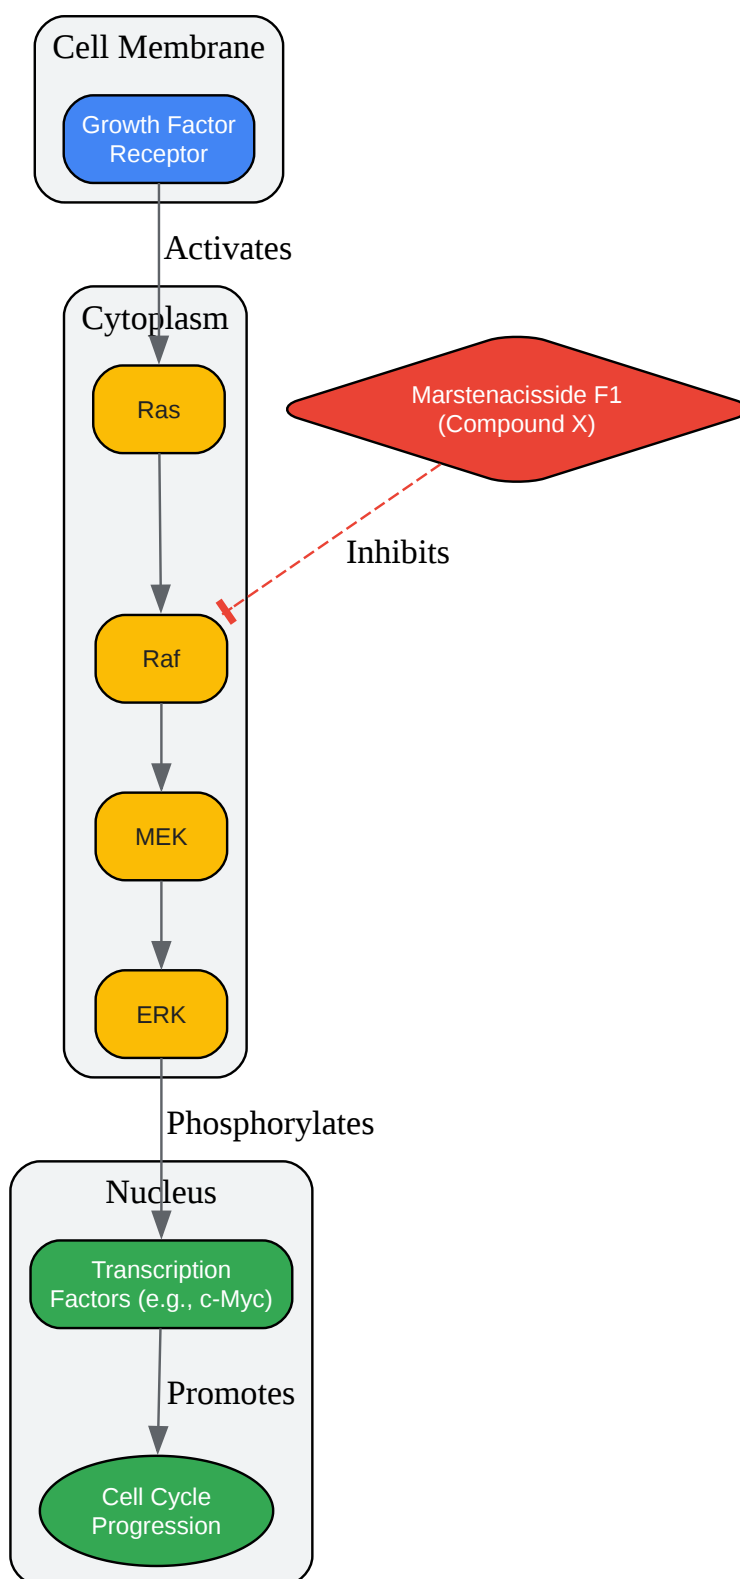 Cell Membrane
Growth Factor
Receptor
Activates
Cytoplasm
Ras
Marstenacisside F1
(Compound X)
Inhibits
Raf
MEK
ERK
Phosphorylates
Nucleus
Transcription
Factors (e.g., c-Myc)
Promotes
Cell Cycle
Progression